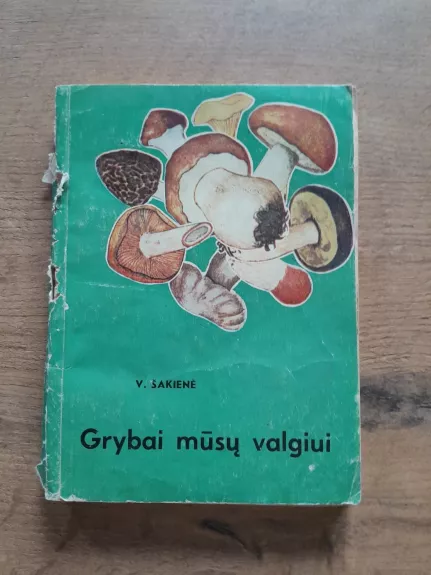 V. ŠAKIENĖ
Grybai mūsų valgiui